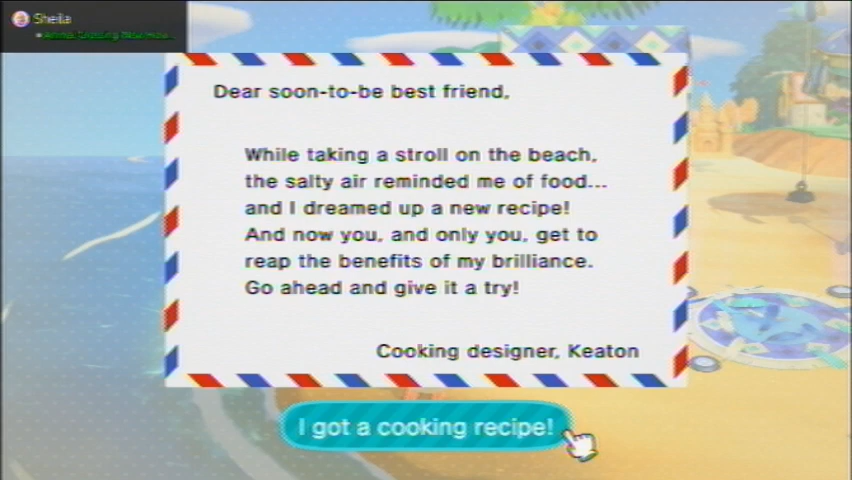 Sheila
Dear soon-to-be best friend,
While taking a stroll on the beach,
the salty air reminded me of food...
and I dreamed up a new recipe!
And now you, and only you, get to
reap the benefits of my brilliance.
Go ahead and give it a try!
Cooking designer, Keaton
I got a cooking recipe!